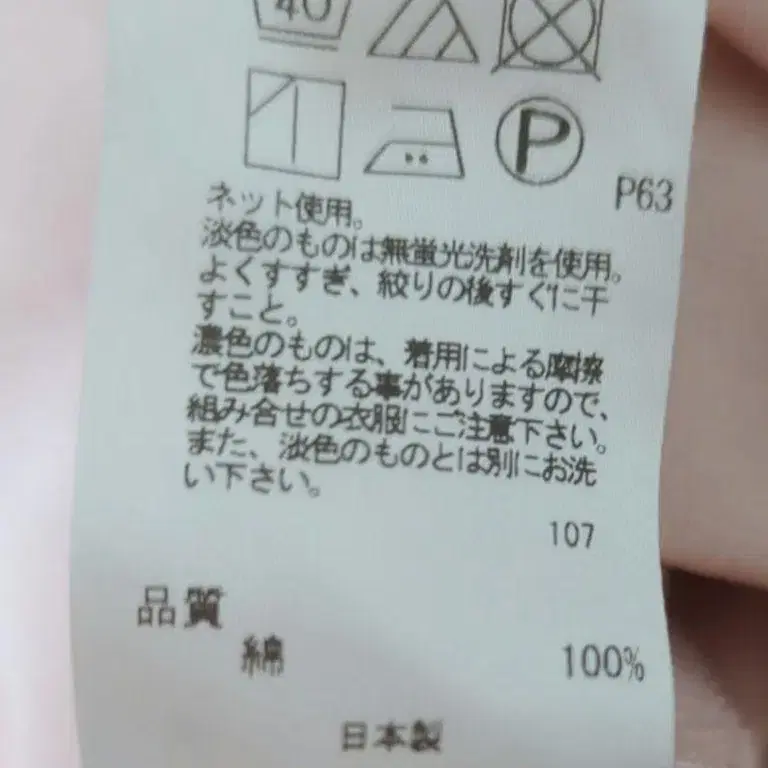 40
P
P63
ネット使用。
淡色のものは無蛍光洗剤を使用。
よくすすぎ、絞りの後すぐに干
すこと。
濃色のものは、着用による摩擦
で色落ちする事がありますので、
組み合せの衣服にご注意下さい。
また、淡色のものとは別にお洗
い下さい。
107
品質
綿 100%
日本製